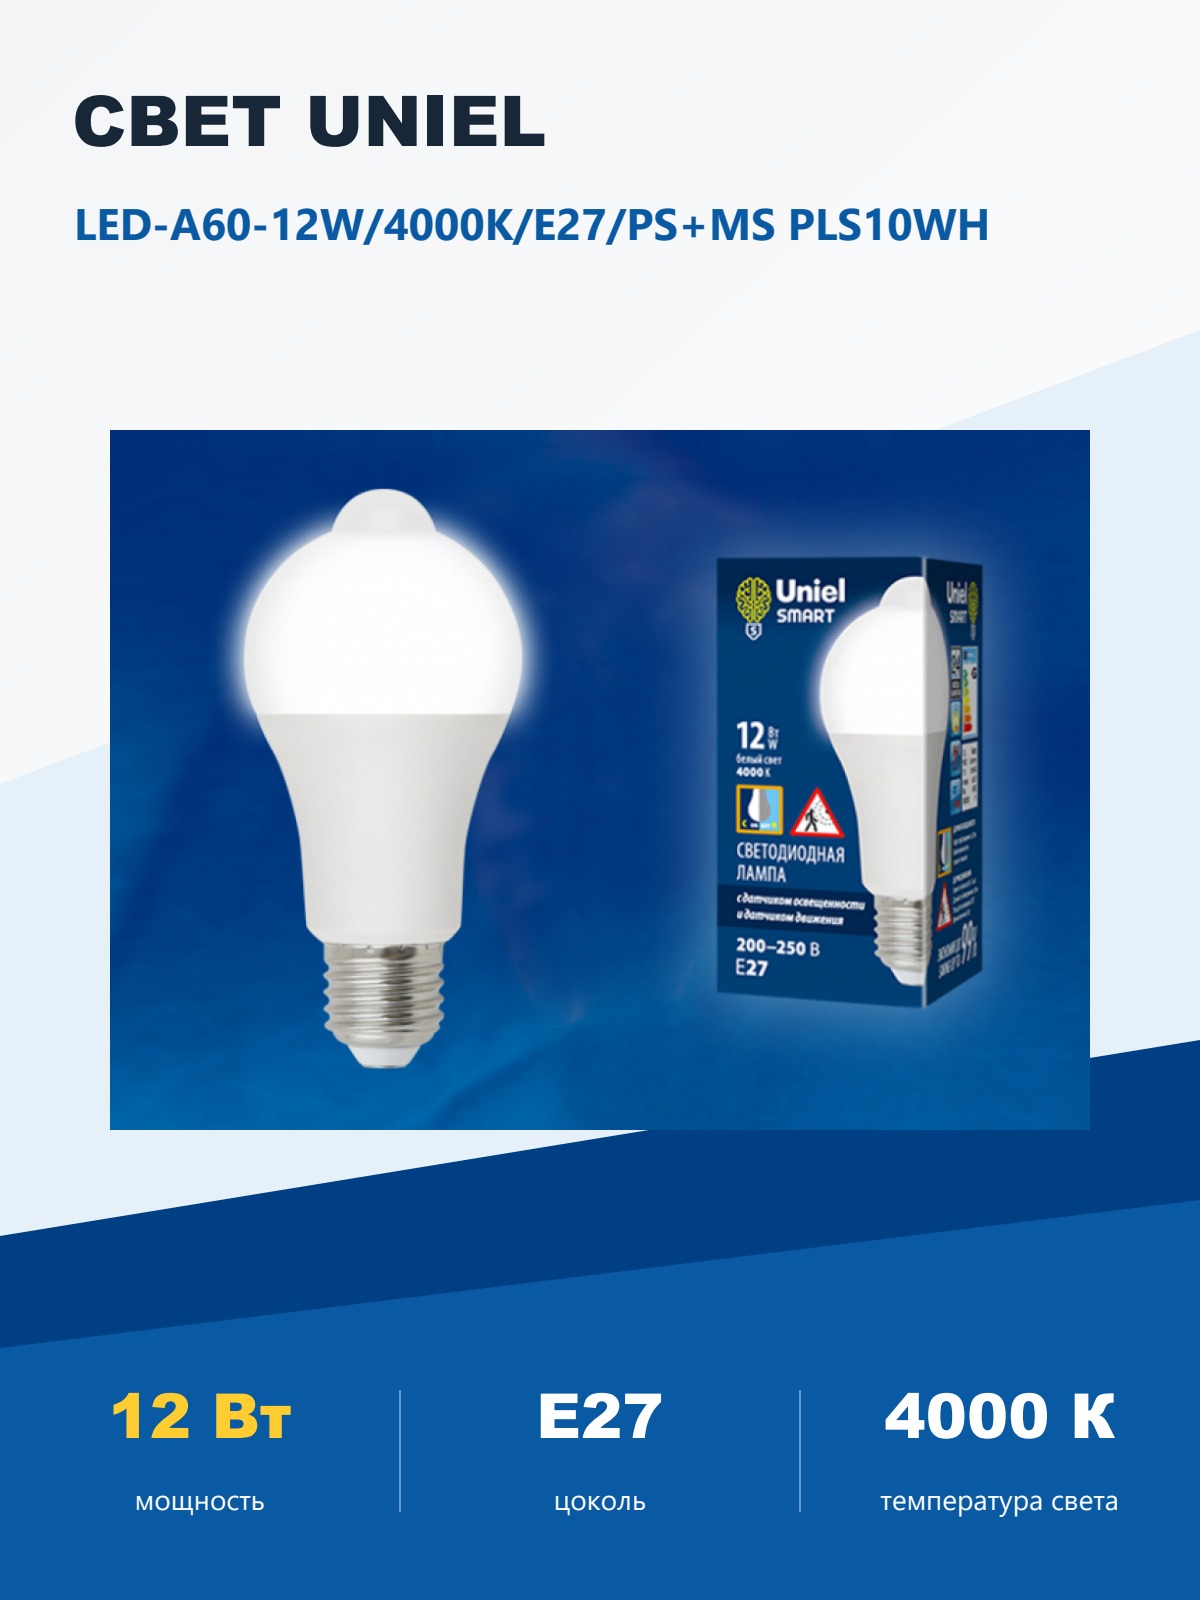 СВЕТ UNIEL
LED-A60-12W/4000K/E27/PS+MS PLS10WH
Uniel
SMART
S
12 Вт
W
белый свет
4000 К
СВЕТОДИОДНАЯ
ЛАМПА
с датчиком освещенности
и датчиком движения
200–250 В
E27
Uniel
SMART
99%
12 Вт
E27
4000 К
мощность
цоколь
температура света